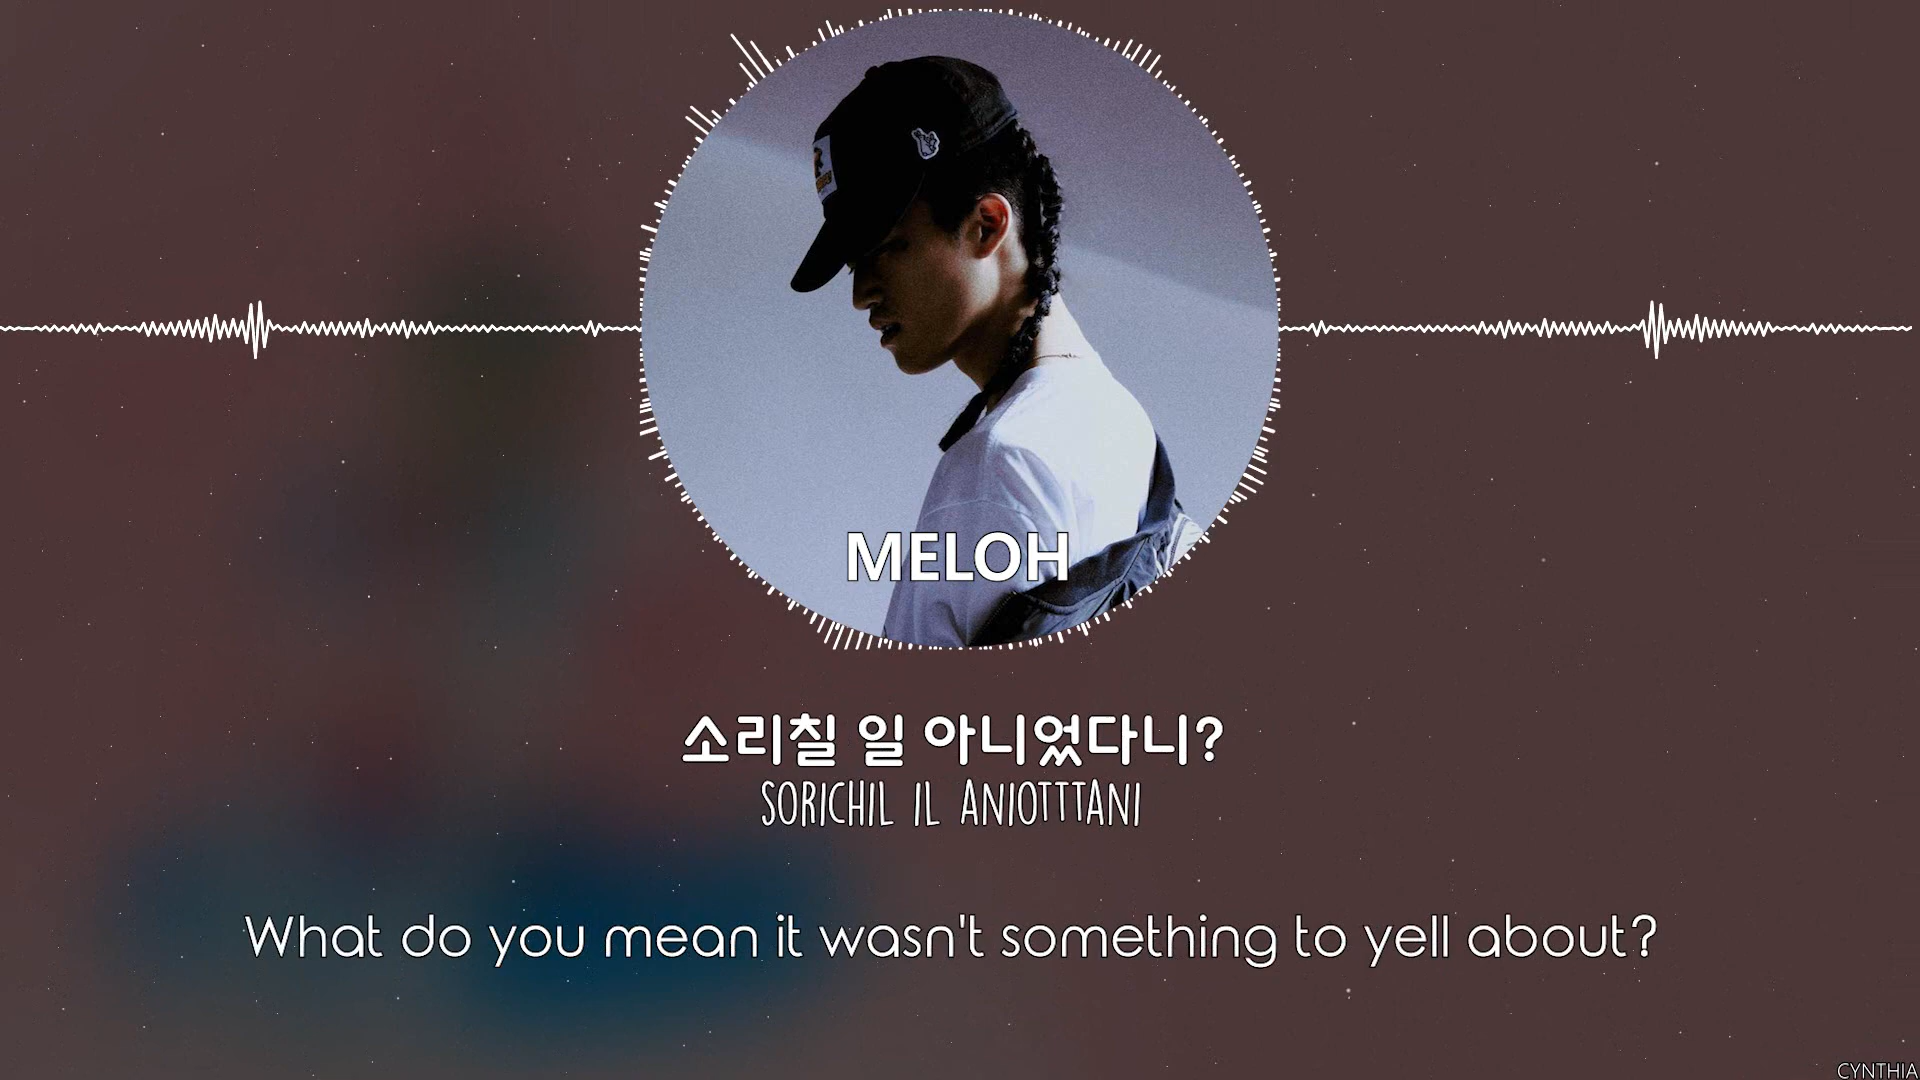 MELOH
소리칠 일 아니었다니?
SORICHIL IL ANIOTTTANI
What do you mean it wasn't something to yell about?
CYNTHIA